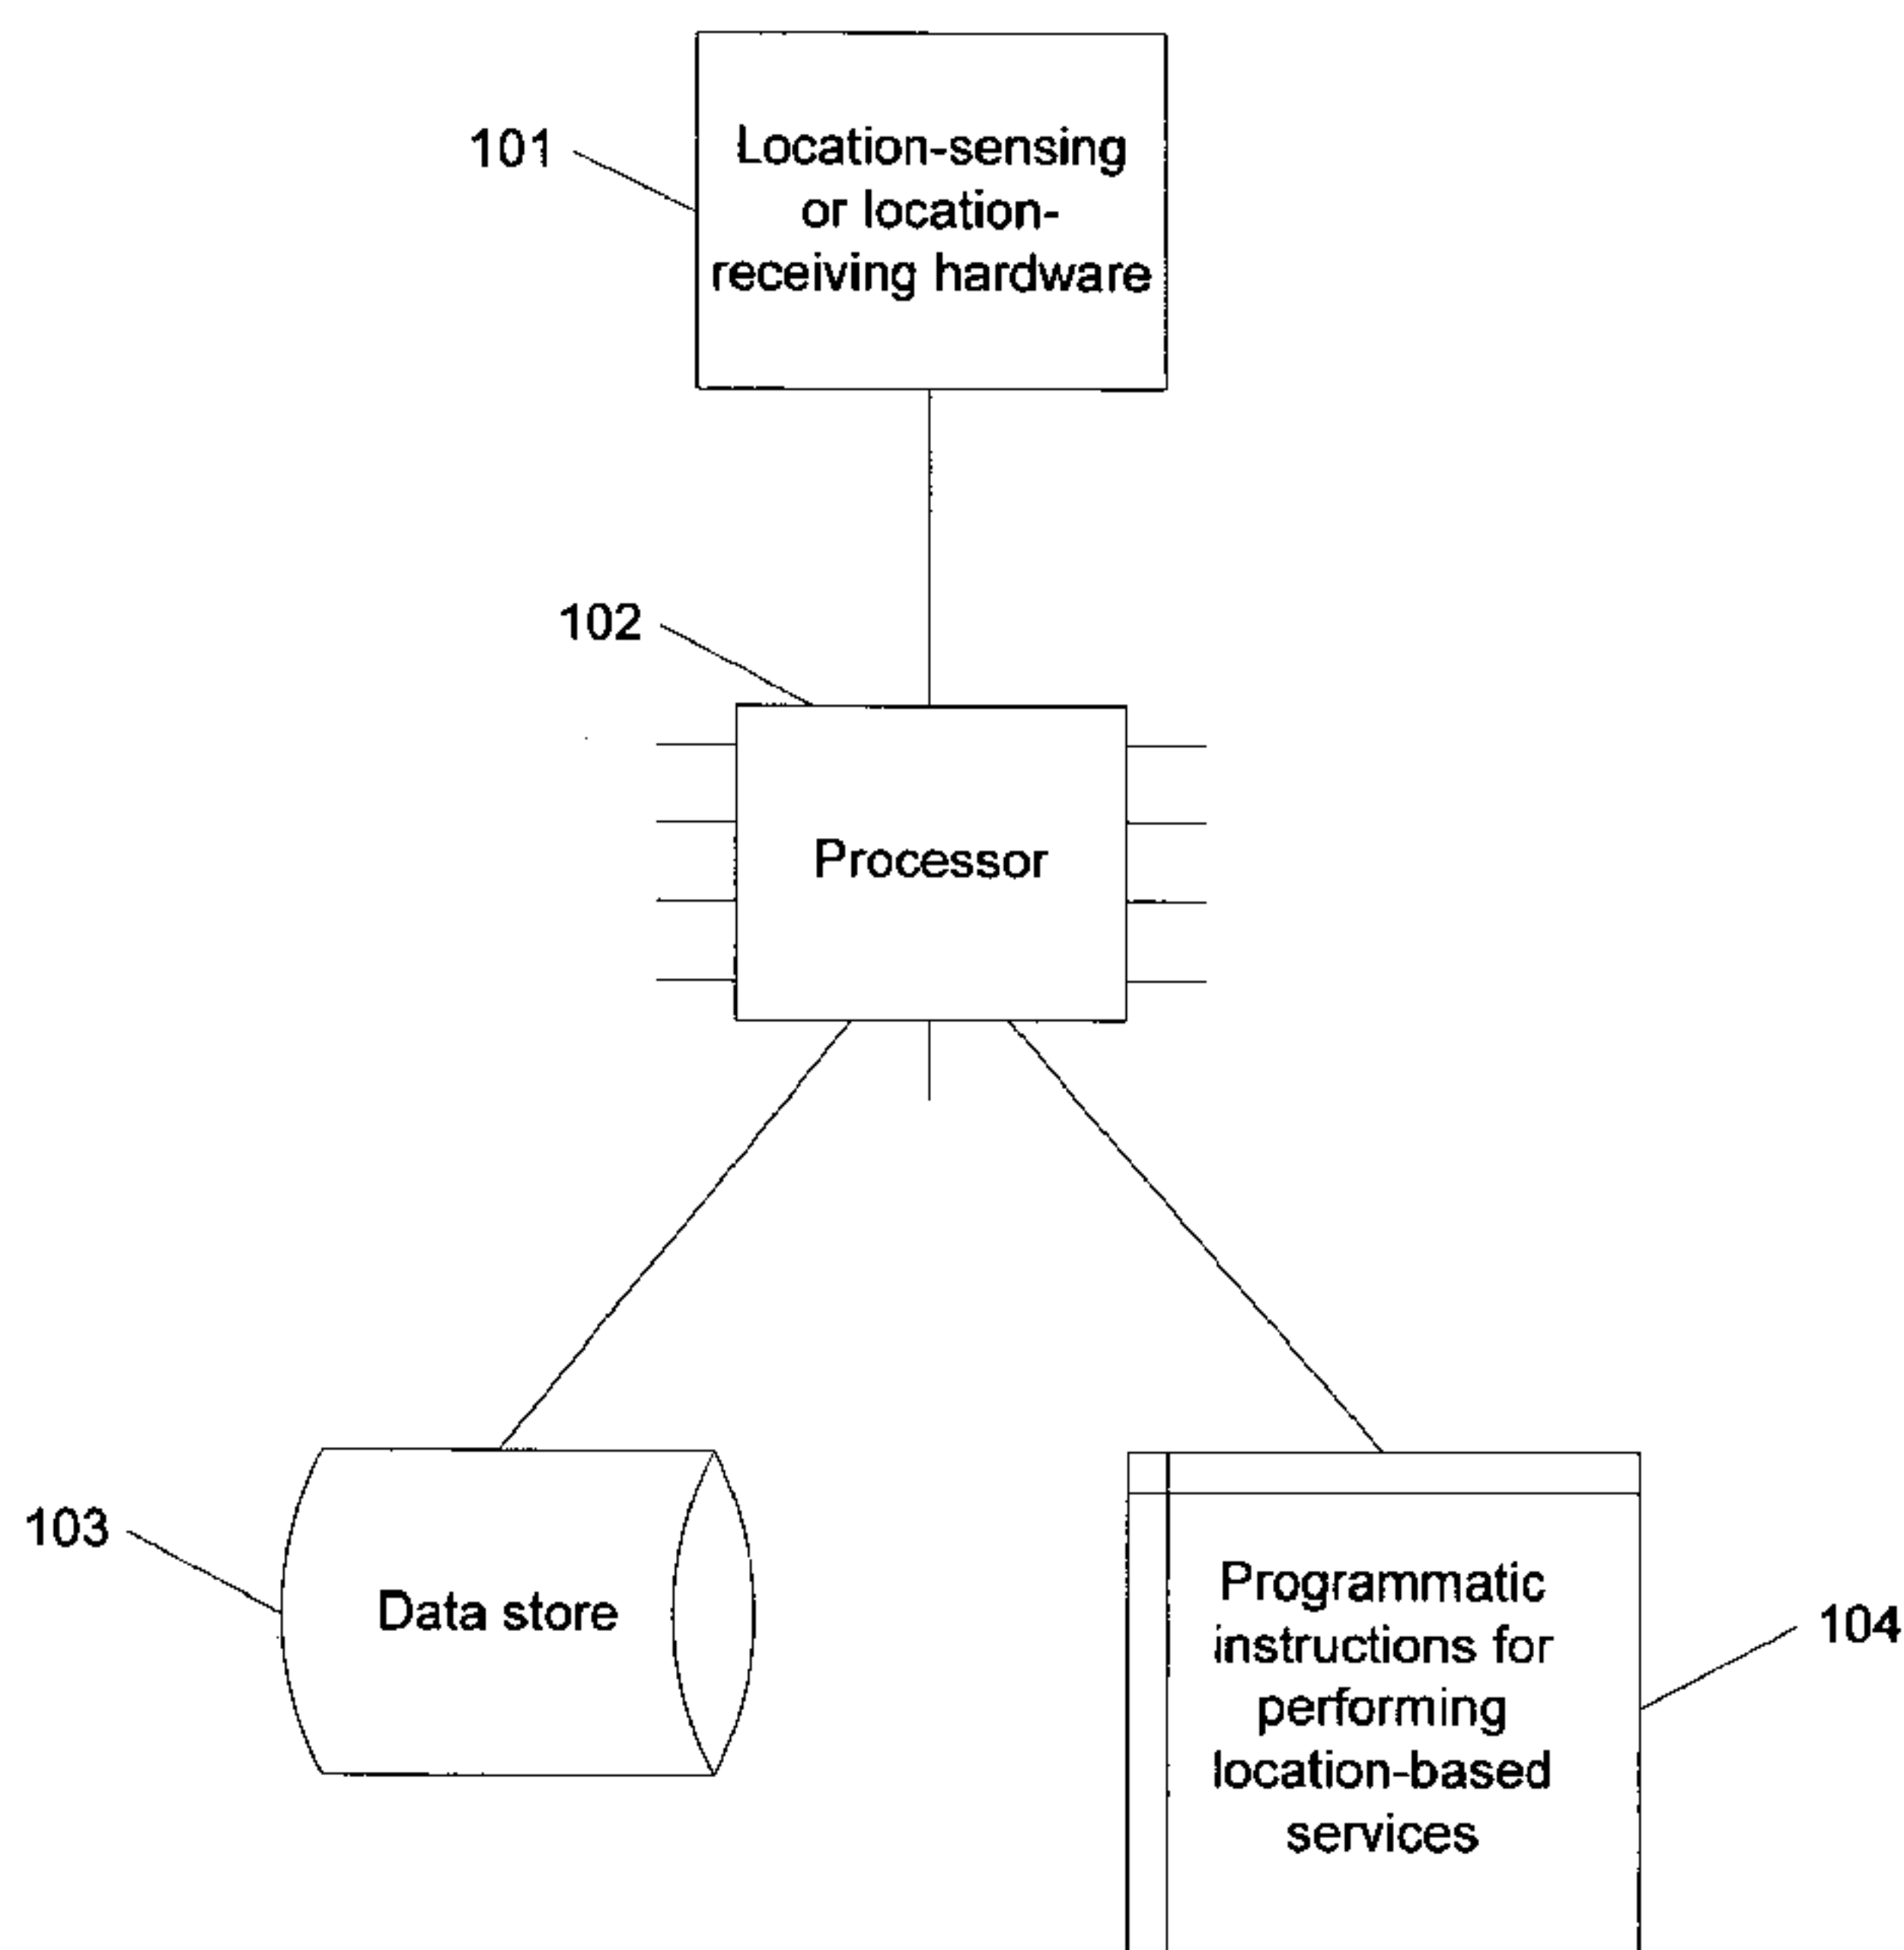 101
Location-sensing
or location-
receiving hardware
102
Processor
103
Data store
Programmatic
instructions for
performing
location-based
services
104